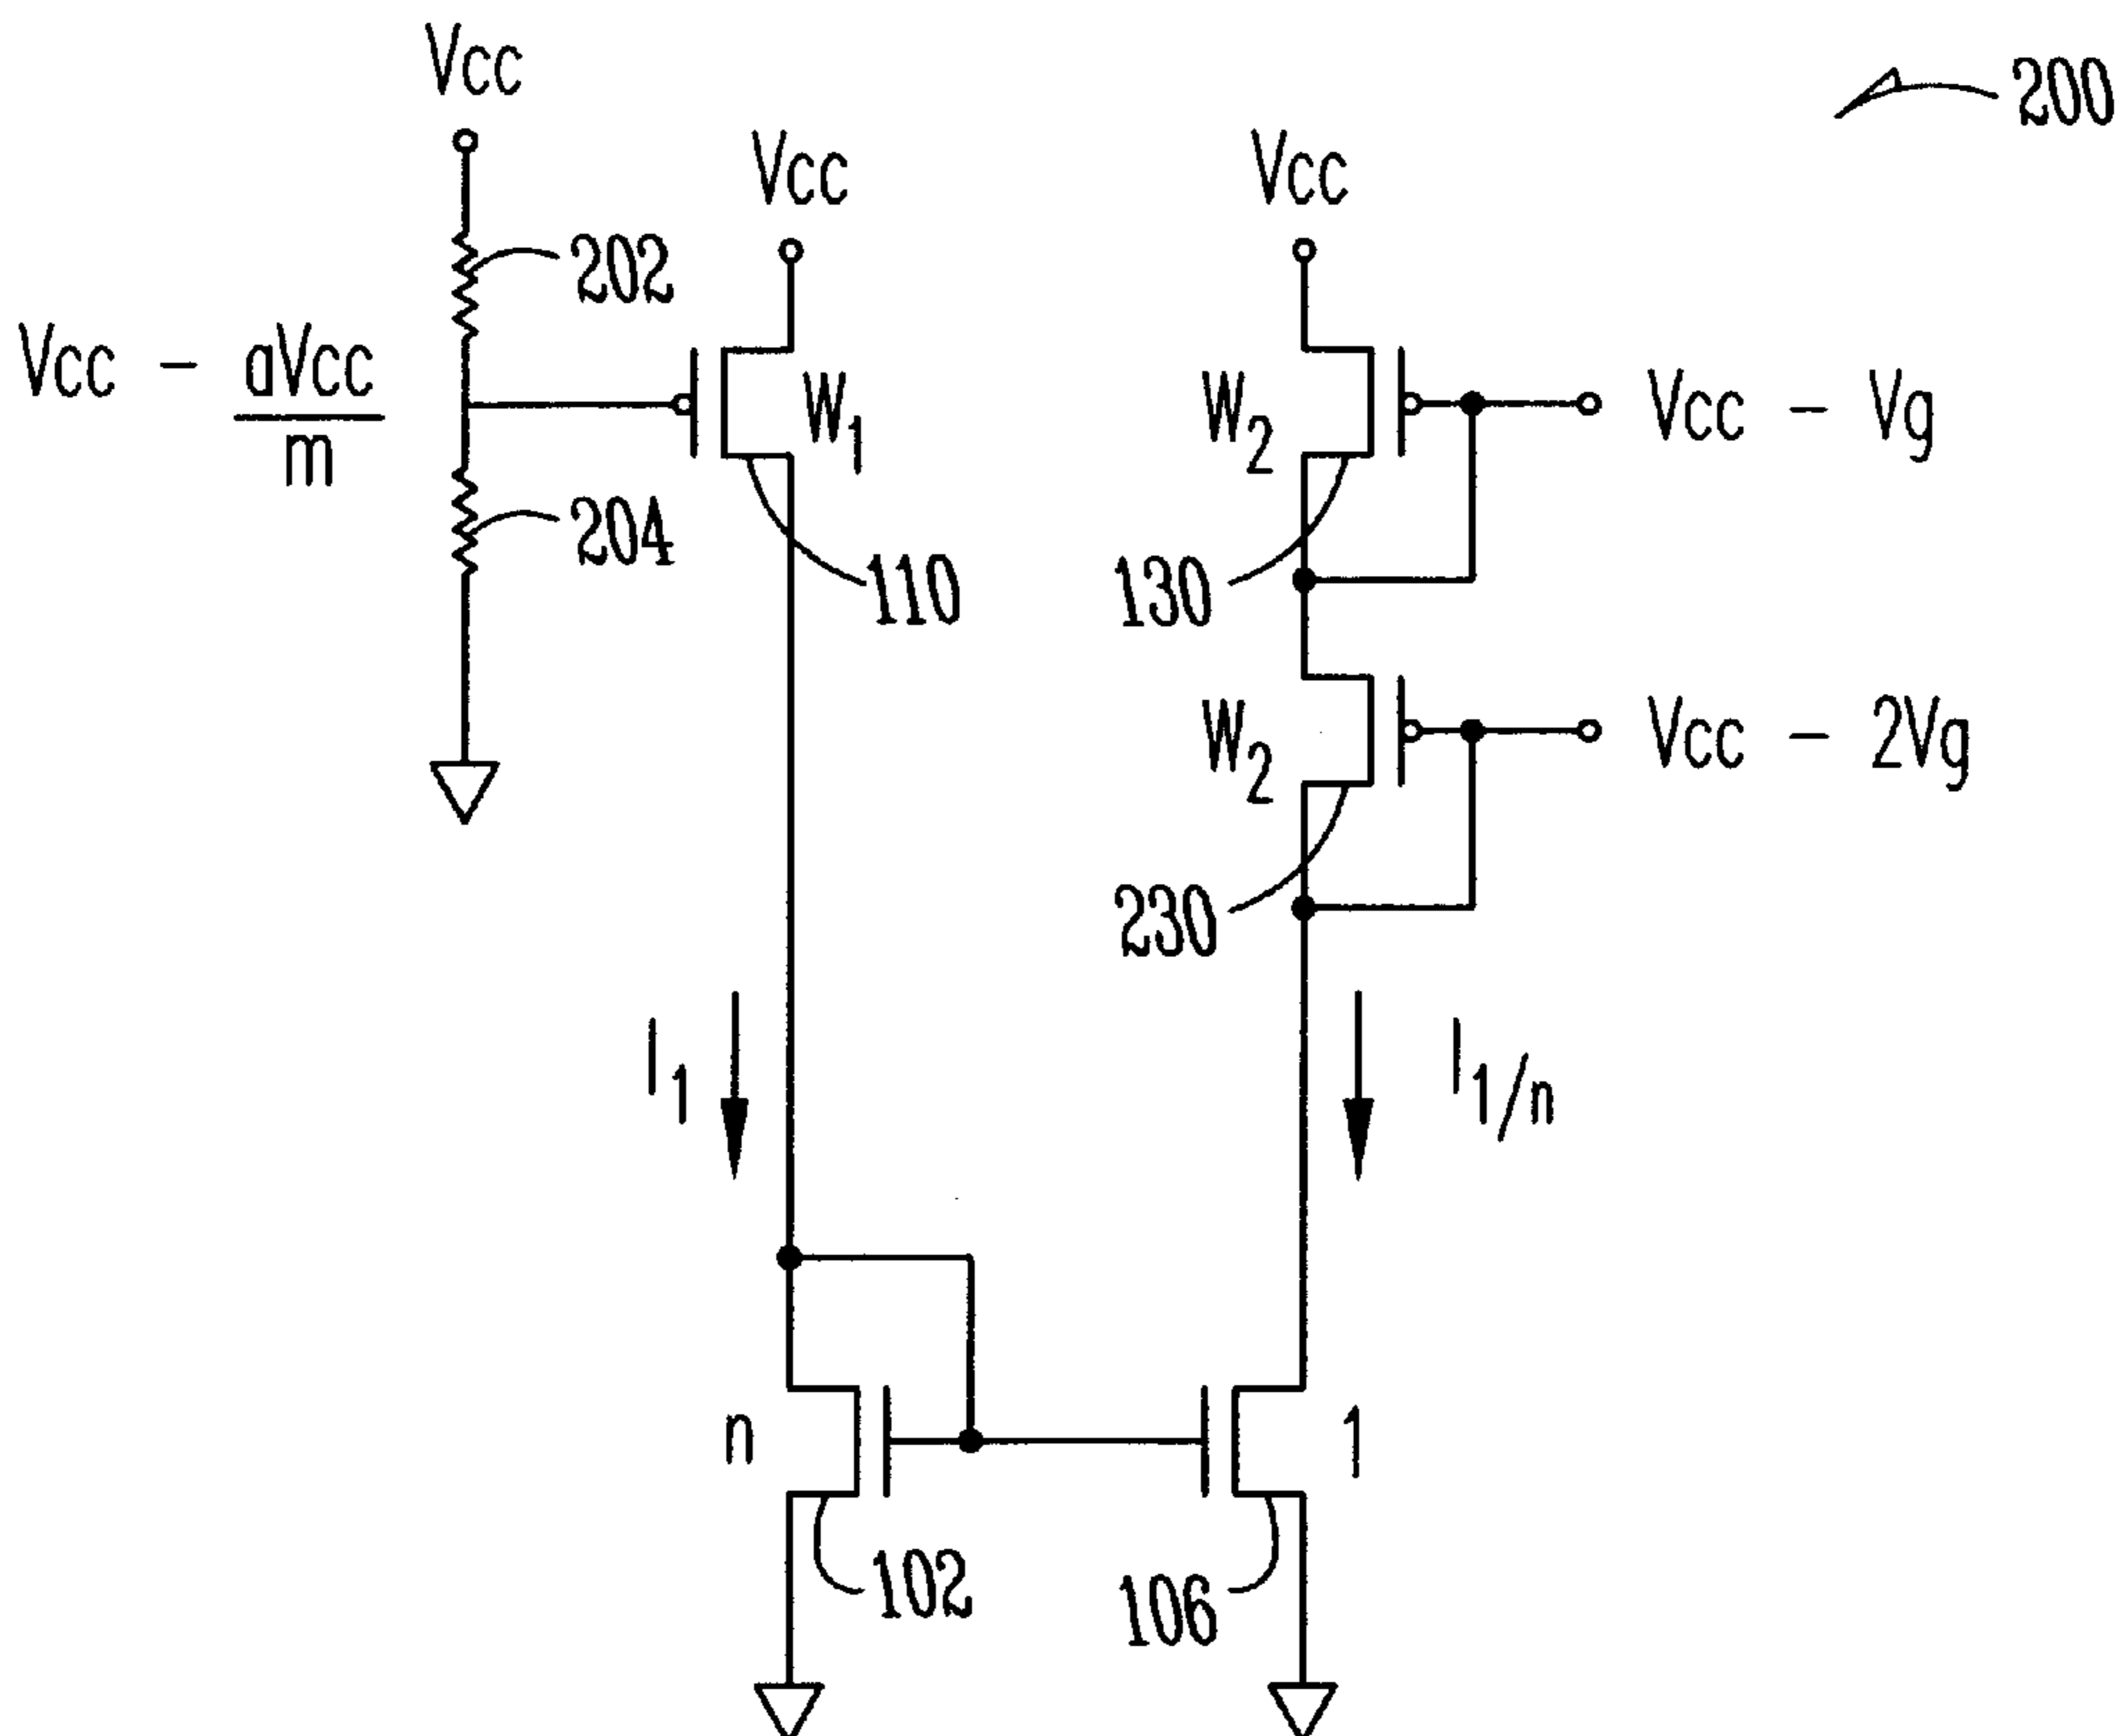 Vcc
200
Vcc
Vcc
202
Vcc - aVcc/m
W1
W2
Vcc - Vg
204
110
130
W2
Vcc - 2Vg
230
I1
I1/n
n
1
102
106